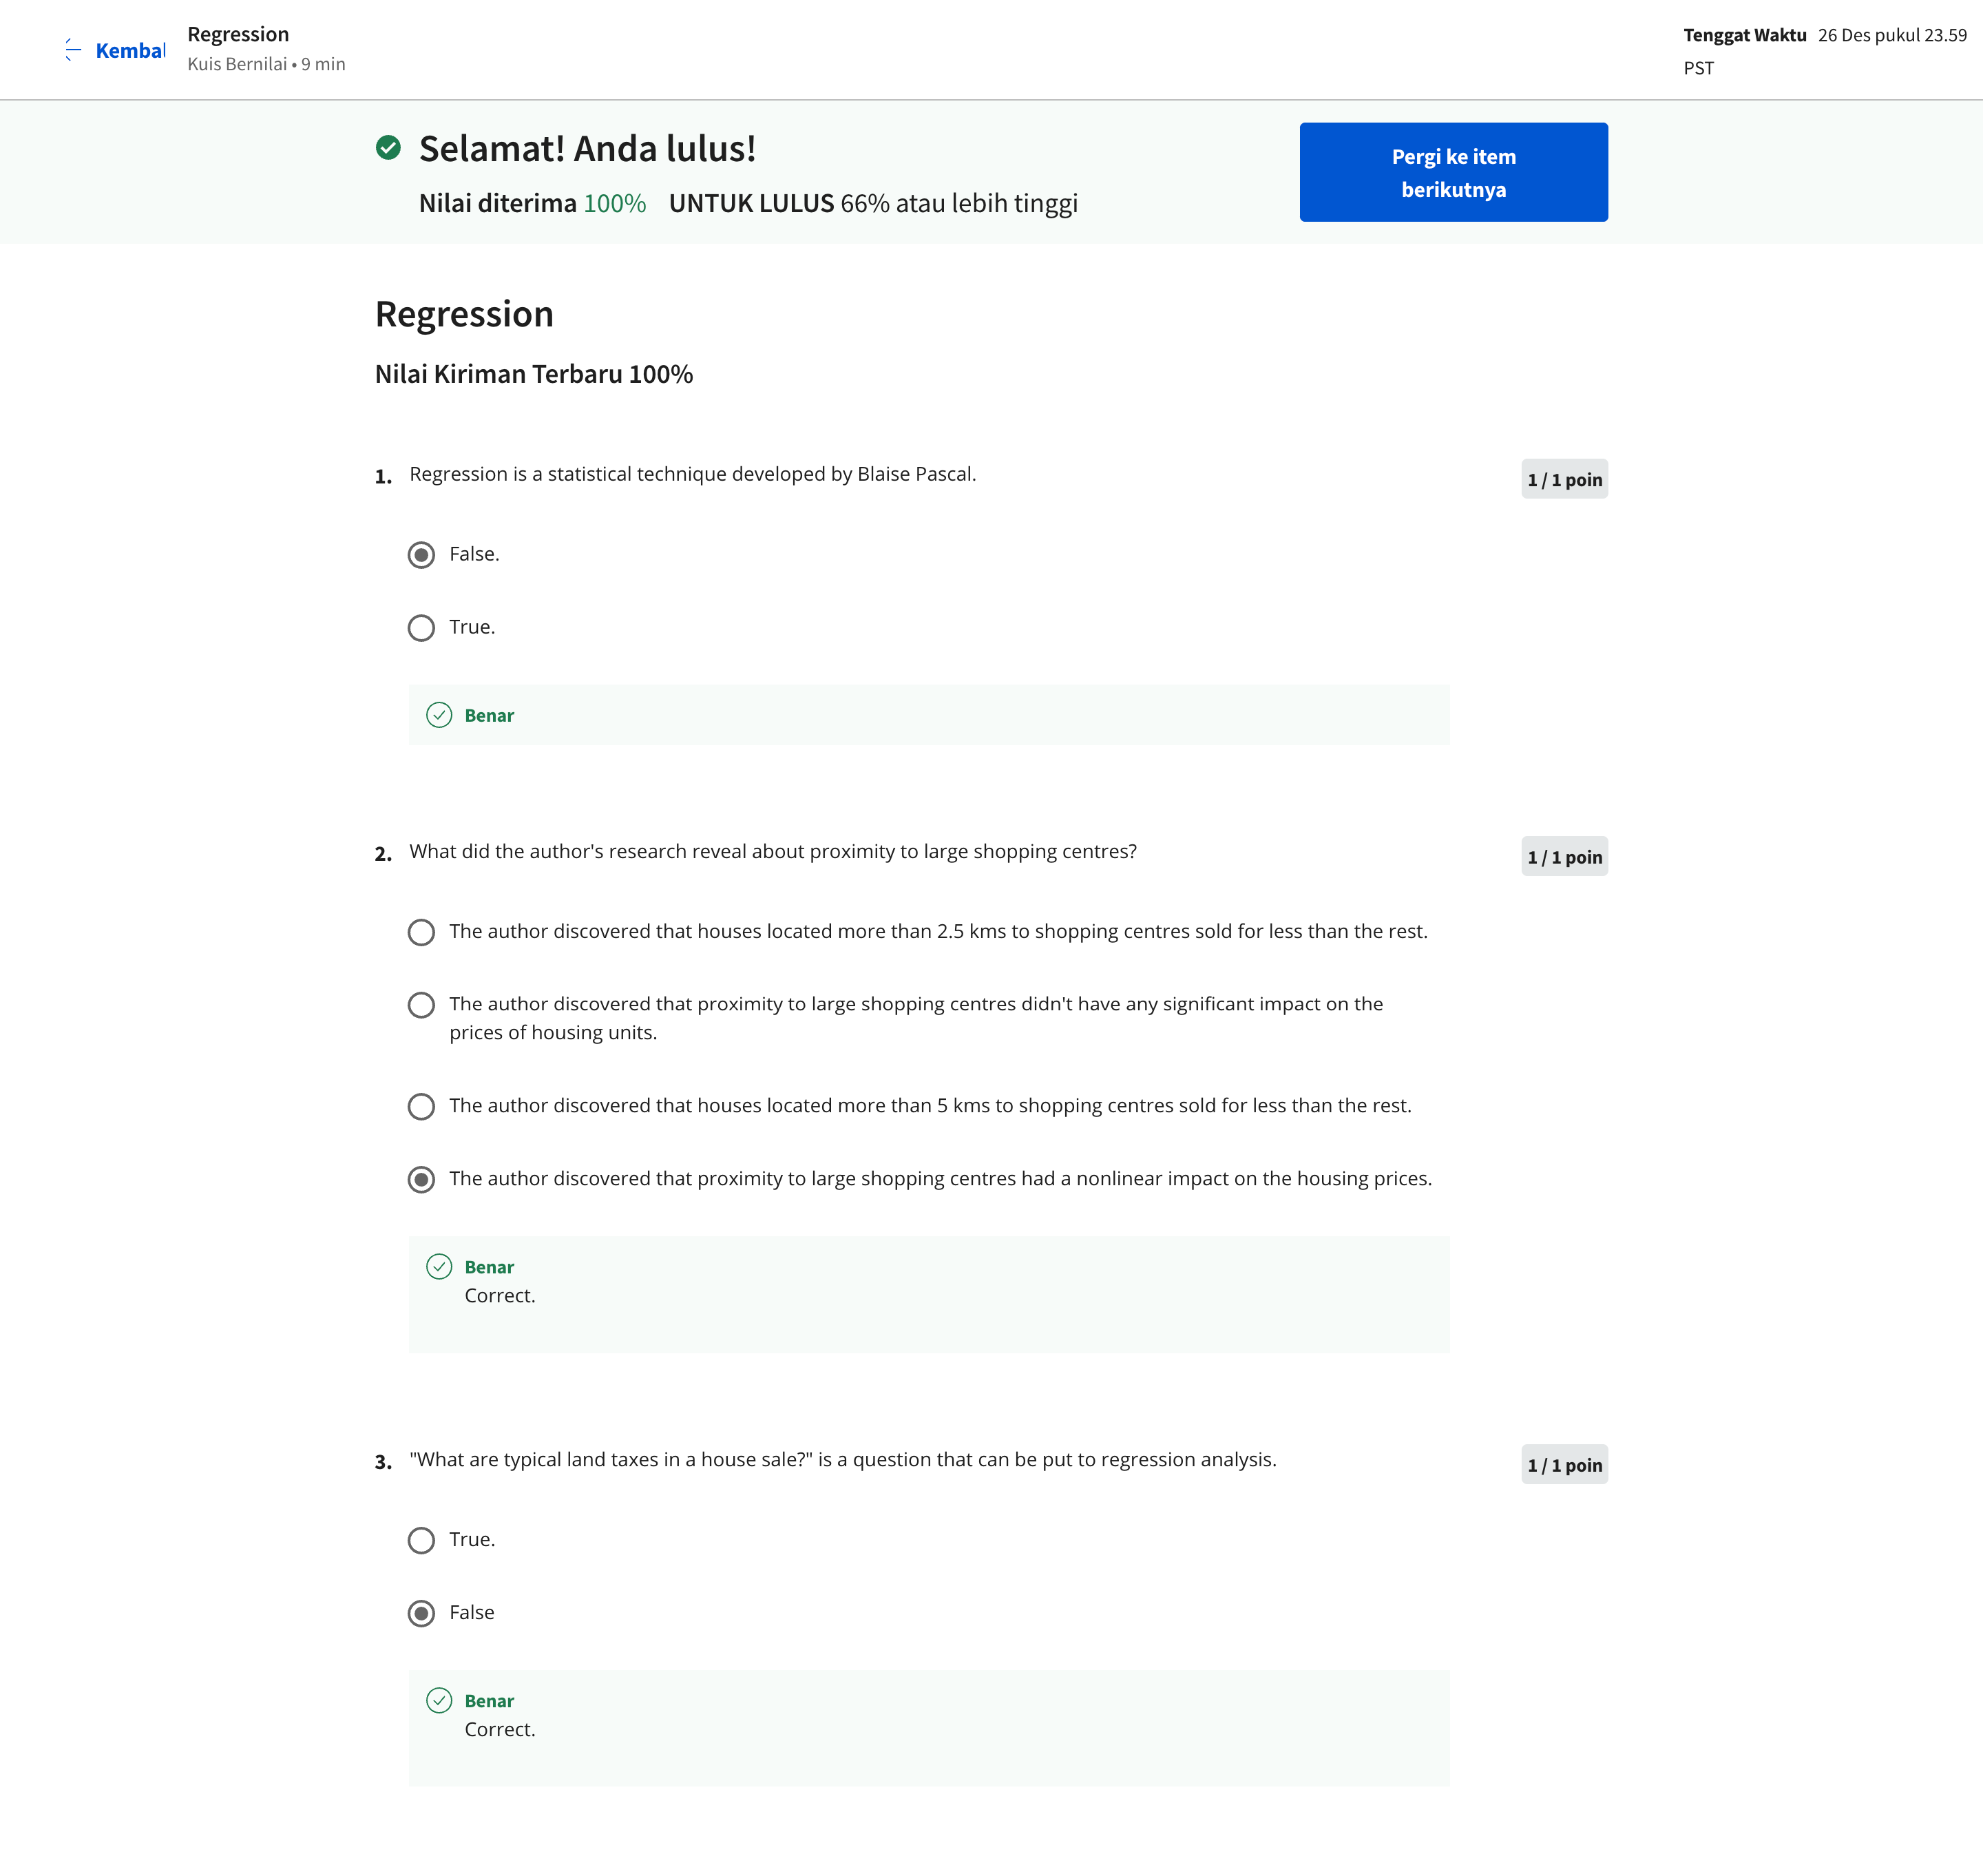 Kembal
Regression
Kuis Bernilai • 9 min
Tenggat Waktu 26 Des pukul 23.59
PST
Selamat! Anda lulus!
Nilai diterima 100% UNTUK LULUS 66% atau lebih tinggi
Pergi ke item
berikutnya
Regression
Nilai Kiriman Terbaru 100%
1. Regression is a statistical technique developed by Blaise Pascal.
1 / 1 poin
False.
True.
Benar
2. What did the author's research reveal about proximity to large shopping centres?
1 / 1 poin
The author discovered that houses located more than 2.5 kms to shopping centres sold for less than the rest.
The author discovered that proximity to large shopping centres didn't have any significant impact on the
prices of housing units.
The author discovered that houses located more than 5 kms to shopping centres sold for less than the rest.
The author discovered that proximity to large shopping centres had a nonlinear impact on the housing prices.
Benar
Correct.
3. "What are typical land taxes in a house sale?" is a question that can be put to regression analysis.
1 / 1 poin
True.
False
Benar
Correct.